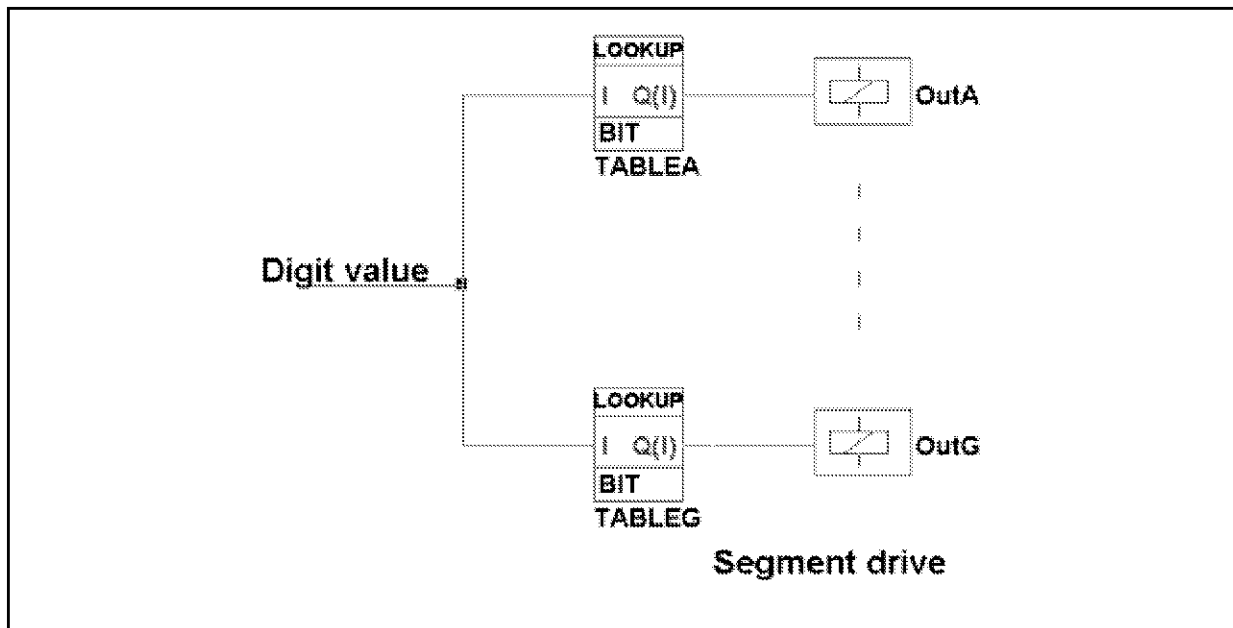 LOOKUP
I Q(I)
BIT
TABLEA
OutA
Digit value
LOOKUP
I Q(I)
BIT
TABLEG
OutG
Segment drive